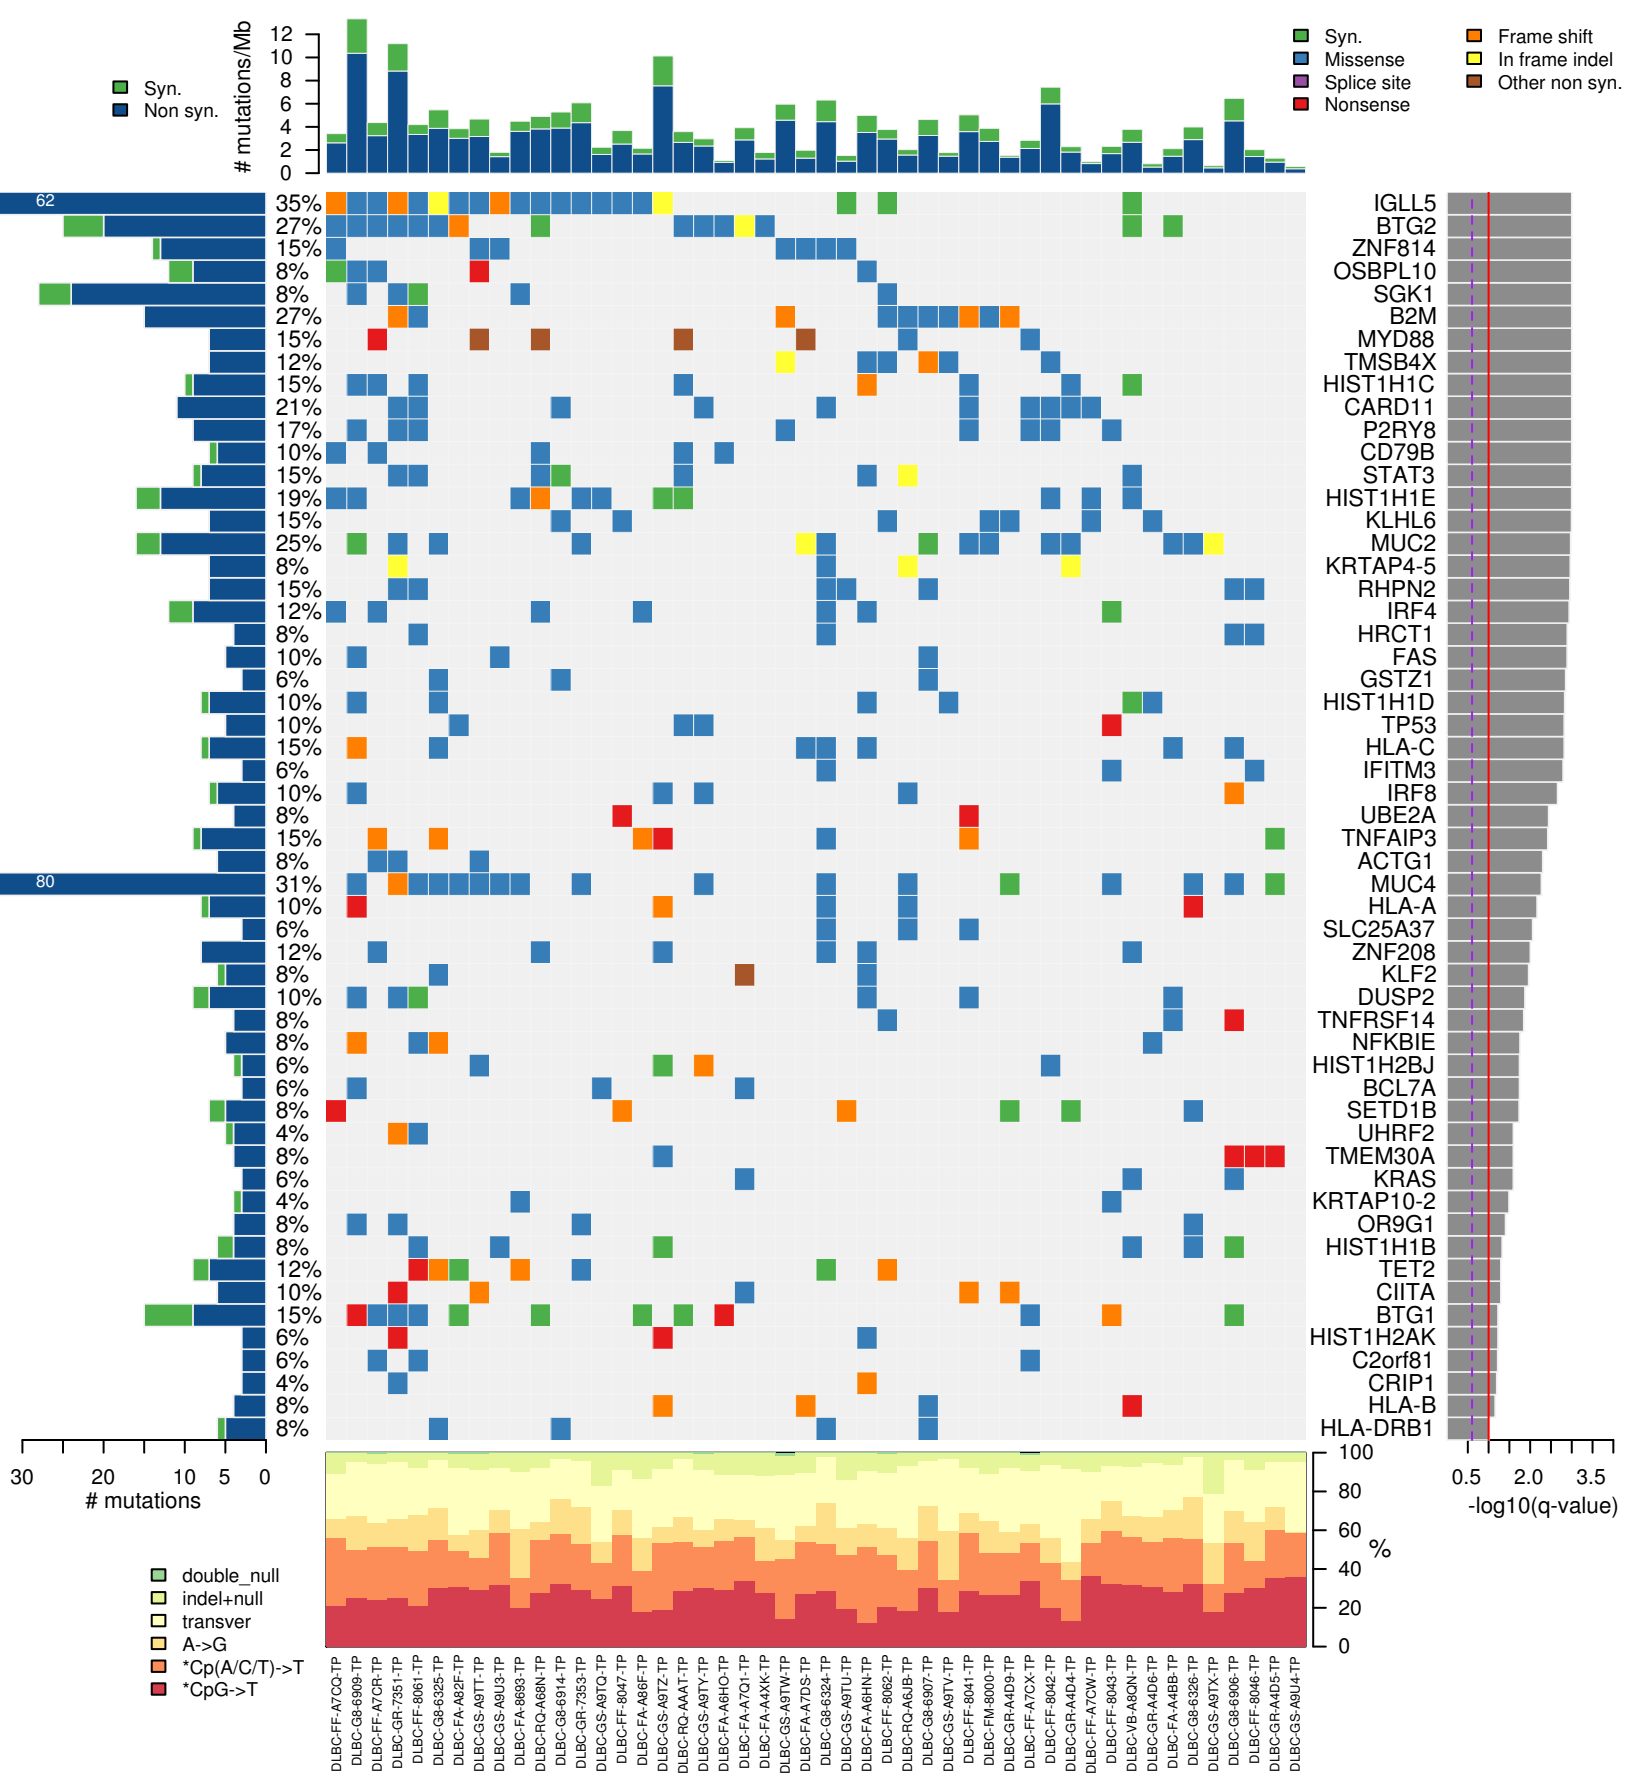 # mutations/Mb
12
10
8
6
4
2
0
Syn.
Non syn.
Syn.
Missense
Splice site
Nonsense
Frame shift
In frame indel
Other non syn.
62 35% IGLL5
27% BTG2
15% ZNF814
8% OSBPL10
8% SGK1
27% B2M
15% MYD88
12% TMSB4X
15% HIST1H1C
21% CARD11
17% P2RY8
10% CD79B
15% STAT3
19% HIST1H1E
15% KLHL6
25% MUC2
8% KRTAP4-5
15% RHPN2
12% IRF4
8% HRCT1
10% FAS
6% GSTZ1
10% HIST1H1D
10% TP53
15% HLA-C
6% IFITM3
10% IRF8
8% UBE2A
15% TNFAIP3
8% ACTG1
80 31% MUC4
10% HLA-A
6% SLC25A37
12% ZNF208
8% KLF2
10% DUSP2
8% TNFRSF14
8% NFKBIE
6% HIST1H2BJ
6% BCL7A
8% SETD1B
4% UHRF2
8% TMEM30A
6% KRAS
4% KRTAP10-2
8% OR9G1
8% HIST1H1B
12% TET2
10% CIITA
15% BTG1
6% HIST1H2AK
6% C2orf81
4% CRIP1
8% HLA-B
8% HLA-DRB1
30 20 10 5 0
# mutations
0.5 2.0 3.5
-log10(q-value)
100
80
60
40
20
0
%
double_null
indel+null
transver
A->G
*Cp(A/C/T)->T
*CpG->T
DLBC-FF-A7CQ-TP
DLBC-G8-6909-TP
DLBC-FF-A7CR-TP
DLBC-GR-7351-TP
DLBC-FF-8061-TP
DLBC-G8-6325-TP
DLBC-FA-A82F-TP
DLBC-GS-A9TT-TP
DLBC-GS-A9U3-TP
DLBC-FA-8693-TP
DLBC-RQ-A68N-TP
DLBC-G8-6914-TP
DLBC-GR-7353-TP
DLBC-GS-A9TQ-TP
DLBC-FF-8047-TP
DLBC-FA-A86F-TP
DLBC-GS-A9TZ-TP
DLBC-RQ-AAAT-TP
DLBC-GS-A9TY-TP
DLBC-FA-A6HO-TP
DLBC-FA-A7Q1-TP
DLBC-FA-A4XK-TP
DLBC-GS-A9TW-TP
DLBC-FA-A7DS-TP
DLBC-G8-6324-TP
DLBC-GS-A9TU-TP
DLBC-FA-A6HN-TP
DLBC-FF-8062-TP
DLBC-RQ-A6JB-TP
DLBC-G8-6907-TP
DLBC-GS-A9TV-TP
DLBC-FF-8041-TP
DLBC-FM-8000-TP
DLBC-GR-A4D9-TP
DLBC-FF-A7CX-TP
DLBC-FF-8042-TP
DLBC-GR-A4D4-TP
DLBC-FF-A7CW-TP
DLBC-FF-8043-TP
DLBC-VB-A8QN-TP
DLBC-GR-A4D6-TP
DLBC-FA-A4BB-TP
DLBC-G8-6326-TP
DLBC-GS-A9TX-TP
DLBC-G8-6906-TP
DLBC-FF-8046-TP
DLBC-GR-A4D5-TP
DLBC-GS-A9U4-TP